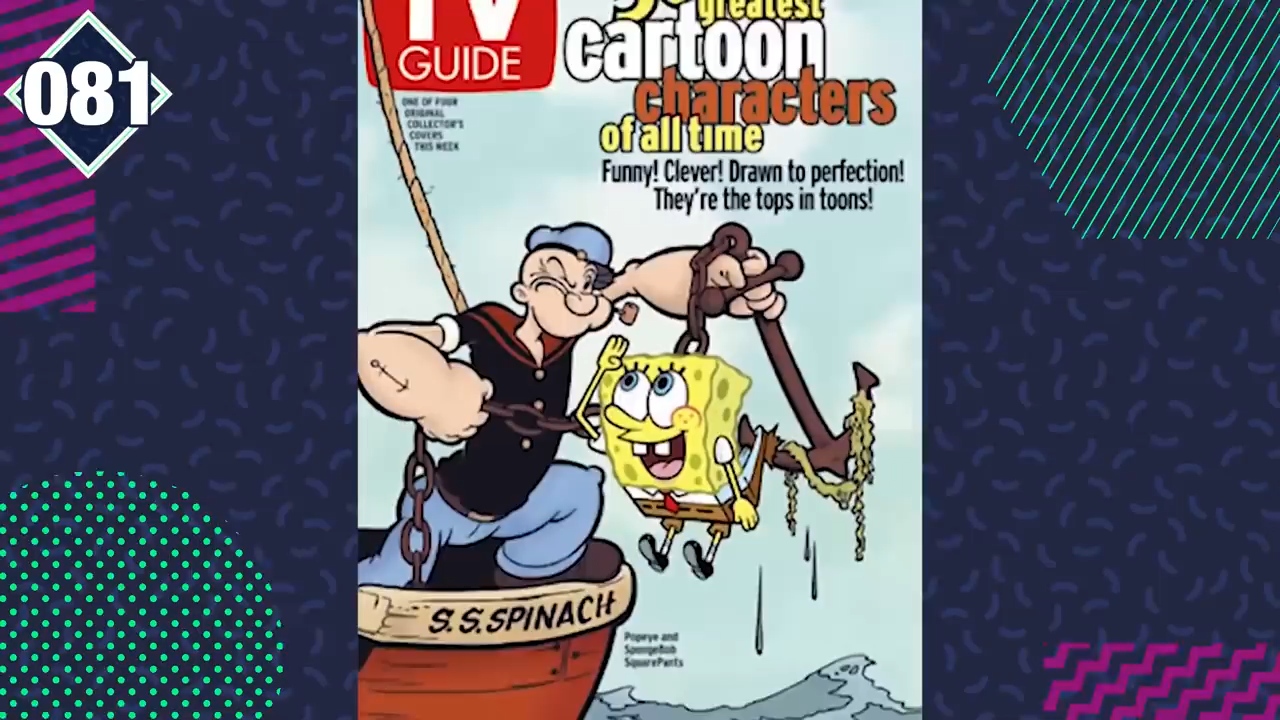 081
TV
GUIDE
greatest
cartoon
characters
of all time
Funny! Clever! Drawn to perfection!
They're the tops in toons!
ONE OF FOUR
ORIGINAL
COLLECTOR'S
COVERS
THIS WEEK
S.S. SPINACH
Popeye and
SpongeBob
SquarePants